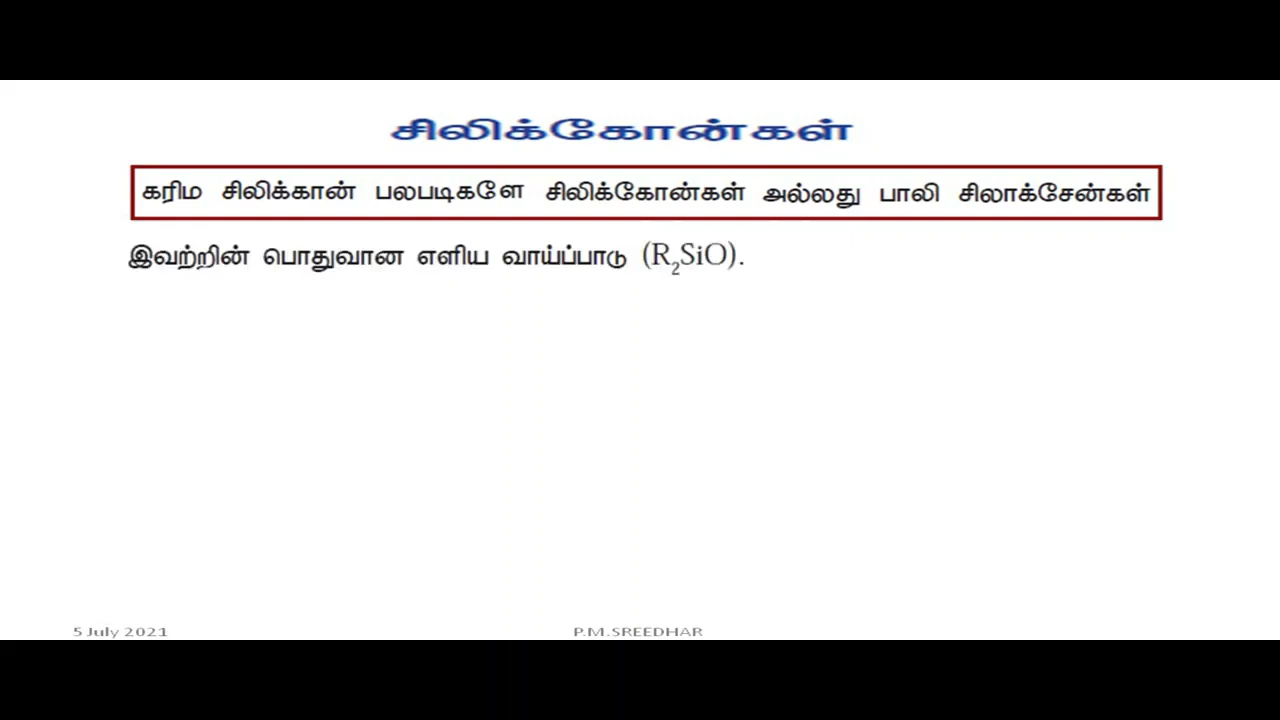 சிலிக்கோன்கள்
கரிம சிலிக்கான் பலபடிகளே சிலிக்கோன்கள் அல்லது பாலி சிலாக்சேன்கள்
இவற்றின் பொதுவான எளிய வாய்ப்பாடு (R₂SiO).
5 July 2021 P.M.SREEDHAR